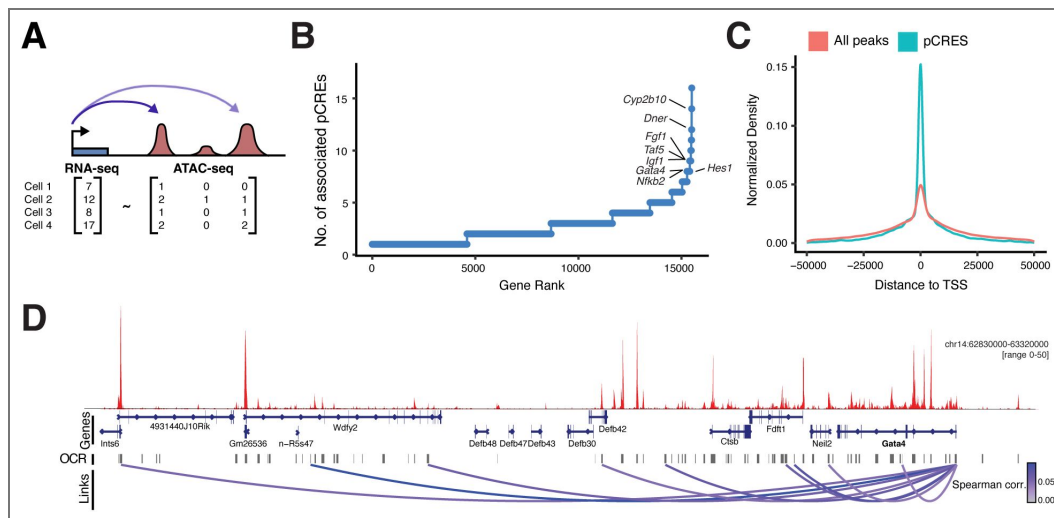 A
RNA-seq
ATAC-seq
Cell 1 7 1 0 0
Cell 2 12 2 1 1
Cell 3 8 ~ 1 0 1
Cell 4 17 2 0 2
B
No. of associated pCREs
15
10
5
0
Cyp2b10
Dner
Fgf1
Taf5
Igf1
Gata4
Hes1
Nfkb2
0 5000 10000 15000
Gene Rank
C
All peaks pCRES
Normalized Density
0.15
0.10
0.05
0.00
−50000 −25000 0 25000 50000
Distance to TSS
D
chr14:62830000-63320000
[range 0-50]
Genes
4931440J10Rik
Wdfy2
Defb42
Fdft1
Ints6
Gm26536
n-R5s47
Defb48
Defb47
Defb43
Defb30
Ctsb
Neil2
Gata4
OCR
Links
Spearman corr.
0.05
0.00